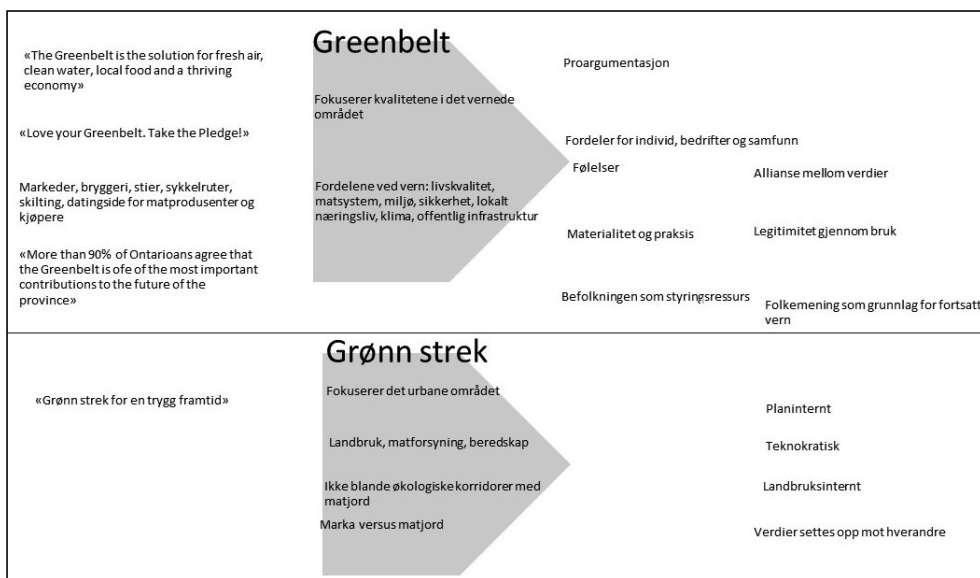 Greenbelt
«The Greenbelt is the solution for fresh air,
clean water, local food and a thriving
economy»
«Love your Greenbelt. Take the Pledge!»
Markeder, bryggeri, stier, sykkelruter,
skilting, datingside for matprodusenter og
kjøpere
«More than 90% of Ontarioans agree that
the Greenbelt is ofe of the most important
contributions to the future of the
province»
Fokuserer kvalitetene i det vernede
området
Fordelene ved vern: livskvalitet,
matsystem, miljø, sikkerhet, lokalt
næringsliv, klima, offentlig infrastruktur
Proargumentasjon
Fordeler for individ, bedrifter og samfunn
Følelser
Materialitet og praksis
Befolkningen som styringsressurs
Allianse mellom verdier
Legitimitet gjennom bruk
Folkemening som grunnlag for fortsatt
vern
Grønn strek
«Grønn strek for en trygg framtid»
Fokuserer det urbane området
Landbruk, matforsyning, beredskap
Ikke blande økologiske korridorer med
matjord
Marka versus matjord
Planinternt
Teknokratisk
Landbruksinternt
Verdier settes opp mot hverandre